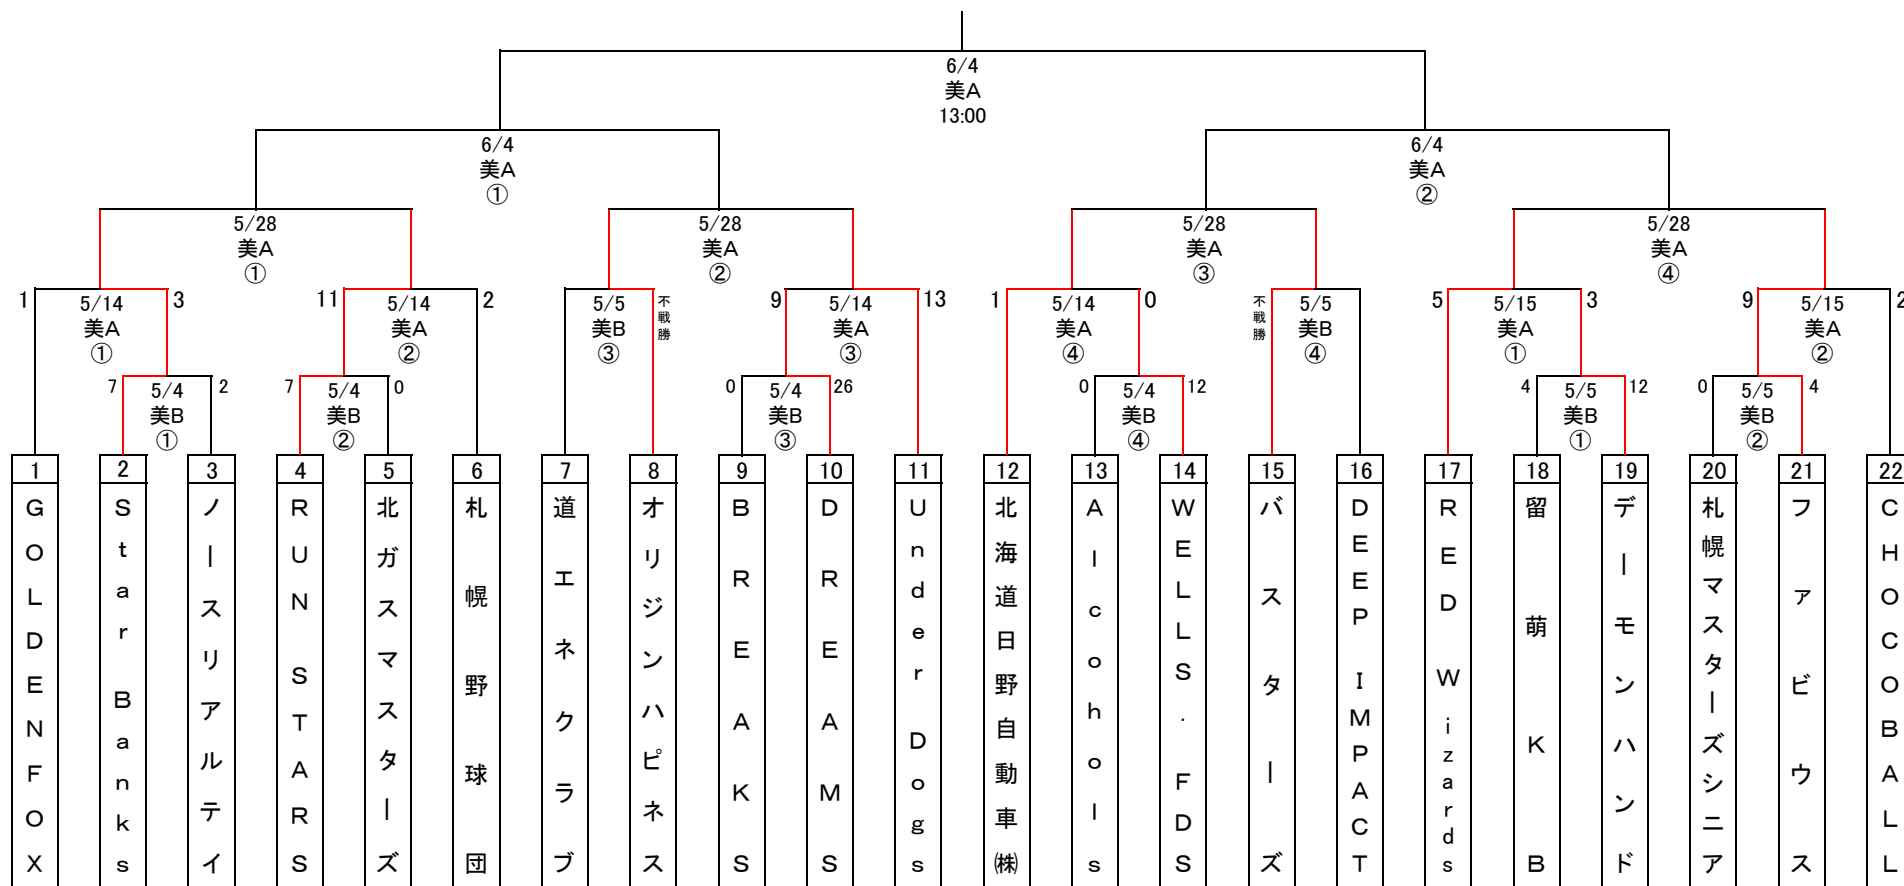 6/4
美A
13:00
6/4
美A
①
6/4
美A
②
5/28
美A
①
5/28
美A
②
5/28
美A
③
5/28
美A
④
1
5/14
美A
①
3
11
5/14
美A
②
2
5/5
美B
③
不戦勝
9
5/14
美A
③
13
1
5/14
美A
④
0
不戦勝
5/5
美B
④
5
5/15
美A
①
3
9
5/15
美A
②
2
7
5/4
美B
①
2
7
5/4
美B
②
0
0
5/4
美B
③
26
0
5/4
美B
④
12
4
5/5
美B
①
12
0
5/5
美B
②
4
1
GOLDENFOX
2
Star Banks
3
ノースリアルテイ
4
RUN STARS
5
北ガスマスターズ
6
札幌野球団
7
道エネクラブ
8
オリジンハピネス
9
BREAKS
10
DREAMS
11
Under Dogs
12
北海道日野自動車㈱
13
Alcohols
14
WELLS.FDS
15
バスターズ
16
DEEP IMPACT
17
RED Wizards
18
留萌KB
19
デーモンハンド
20
札幌マスターズシニア
21
ファビウス
22
CHOCOBALL